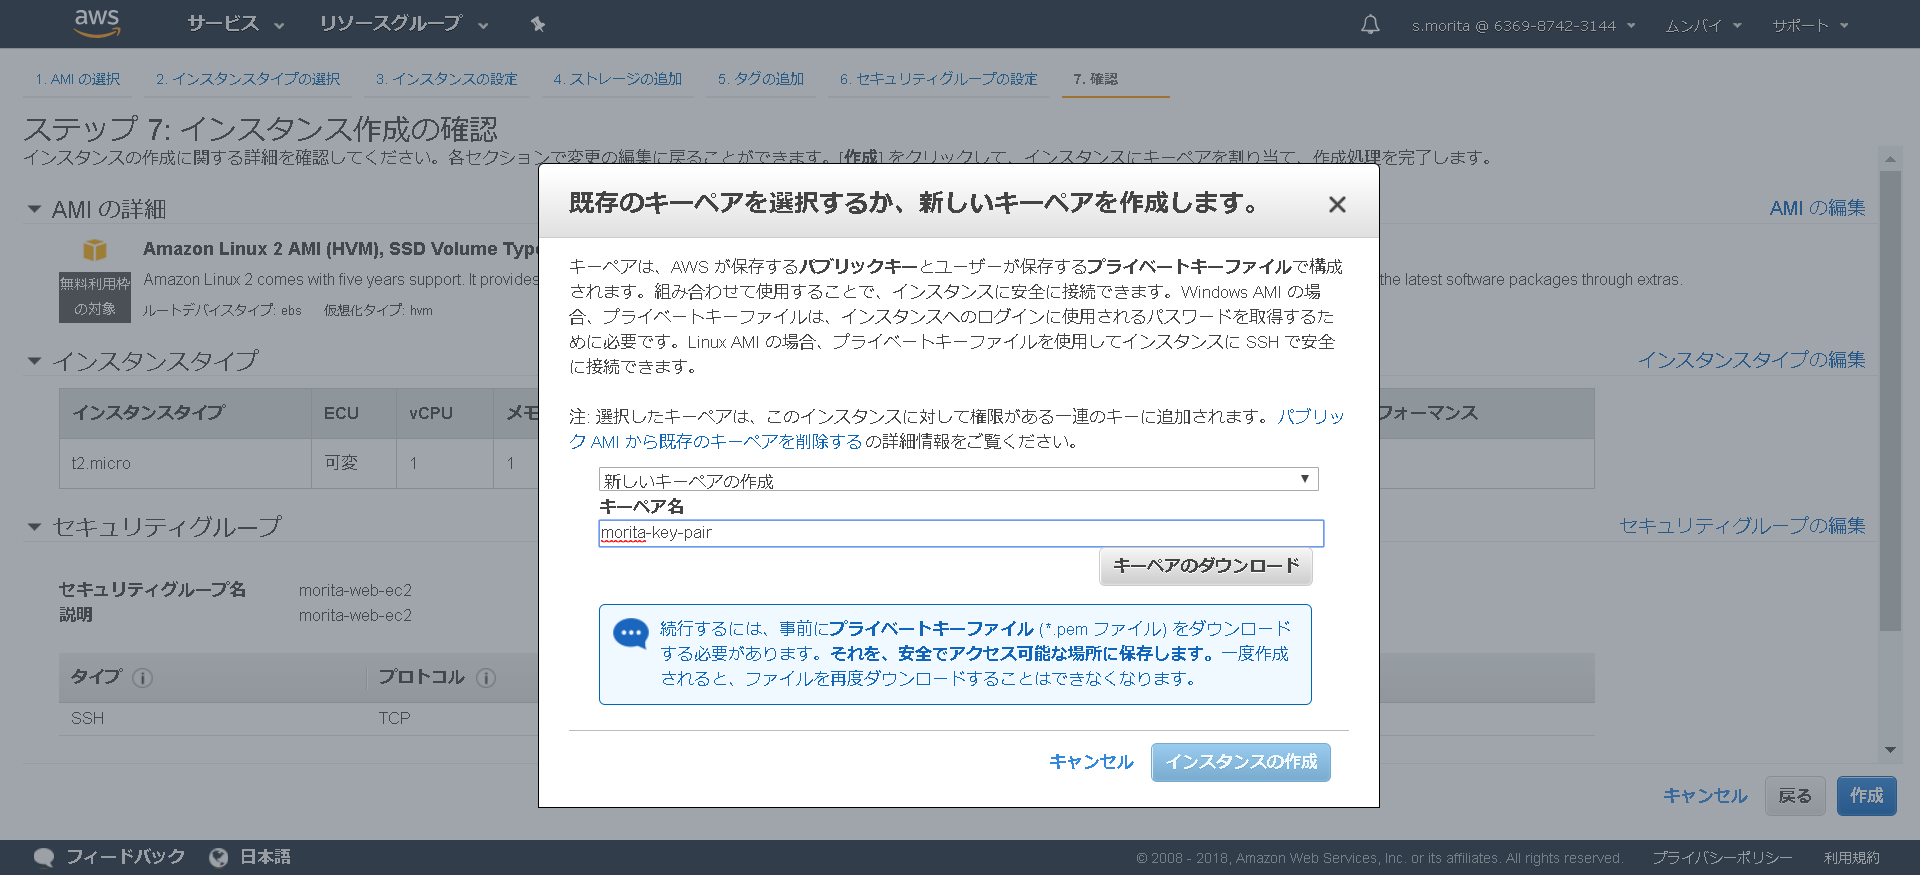 aws サービス リソースグループ s.morita @ 6369-8742-3144 ムンバイ サポート
1. AMI の選択 2. インスタンスタイプの選択 3. インスタンスの設定 4. ストレージの追加 5. タグの追加 6. セキュリティグループの設定 7. 確認
ステップ 7: インスタンス作成の確認
インスタンスの作成に関する詳細を確認してください。各セクションで変更の編集に戻ることができます。[作成] をクリックして、インスタンスにキーペアを割り当て、作成処理を完了します。
AMI の詳細 AMI の編集
Amazon Linux 2 AMI (HVM), SSD Volume Type
無料利用枠
の対象
Amazon Linux 2 comes with five years support. It provides the latest software packages through extras.
ルートデバイスタイプ: ebs 仮想化タイプ: hvm
インスタンスタイプ インスタンスタイプの編集
インスタンスタイプ ECU vCPU メモ フォーマンス
t2.micro 可変 1 1
セキュリティグループ セキュリティグループの編集
セキュリティグループ名 morita-web-ec2
説明 morita-web-ec2
タイプ プロトコル
SSH TCP
既存のキーペアを選択するか、新しいキーペアを作成します。
キーペアは、AWS が保存するパブリックキーとユーザーが保存するプライベートキーファイルで構成
されます。組み合わせて使用することで、インスタンスに安全に接続できます。Windows AMI の場
合、プライベートキーファイルは、インスタンスへのログインに使用されるパスワードを取得するた
めに必要です。Linux AMI の場合、プライベートキーファイルを使用してインスタンスに SSH で安全
に接続できます。
注: 選択したキーペアは、このインスタンスに対して権限がある一連のキーに追加されます。 パブリッ
ク AMI から既存のキーペアを削除する の詳細情報をご覧ください。
新しいキーペアの作成
キーペア名
morita-key-pair
キーペアのダウンロード
続行するには、事前にプライベートキーファイル (*.pem ファイル) をダウンロード
する必要があります。それを、安全でアクセス可能な場所に保存します。一度作成
されると、ファイルを再度ダウンロードすることはできなくなります。
キャンセル インスタンスの作成
キャンセル 戻る 作成
フィードバック 日本語 © 2008 - 2018, Amazon Web Services, Inc. or its affiliates. All rights reserved. プライバシーポリシー 利用規約